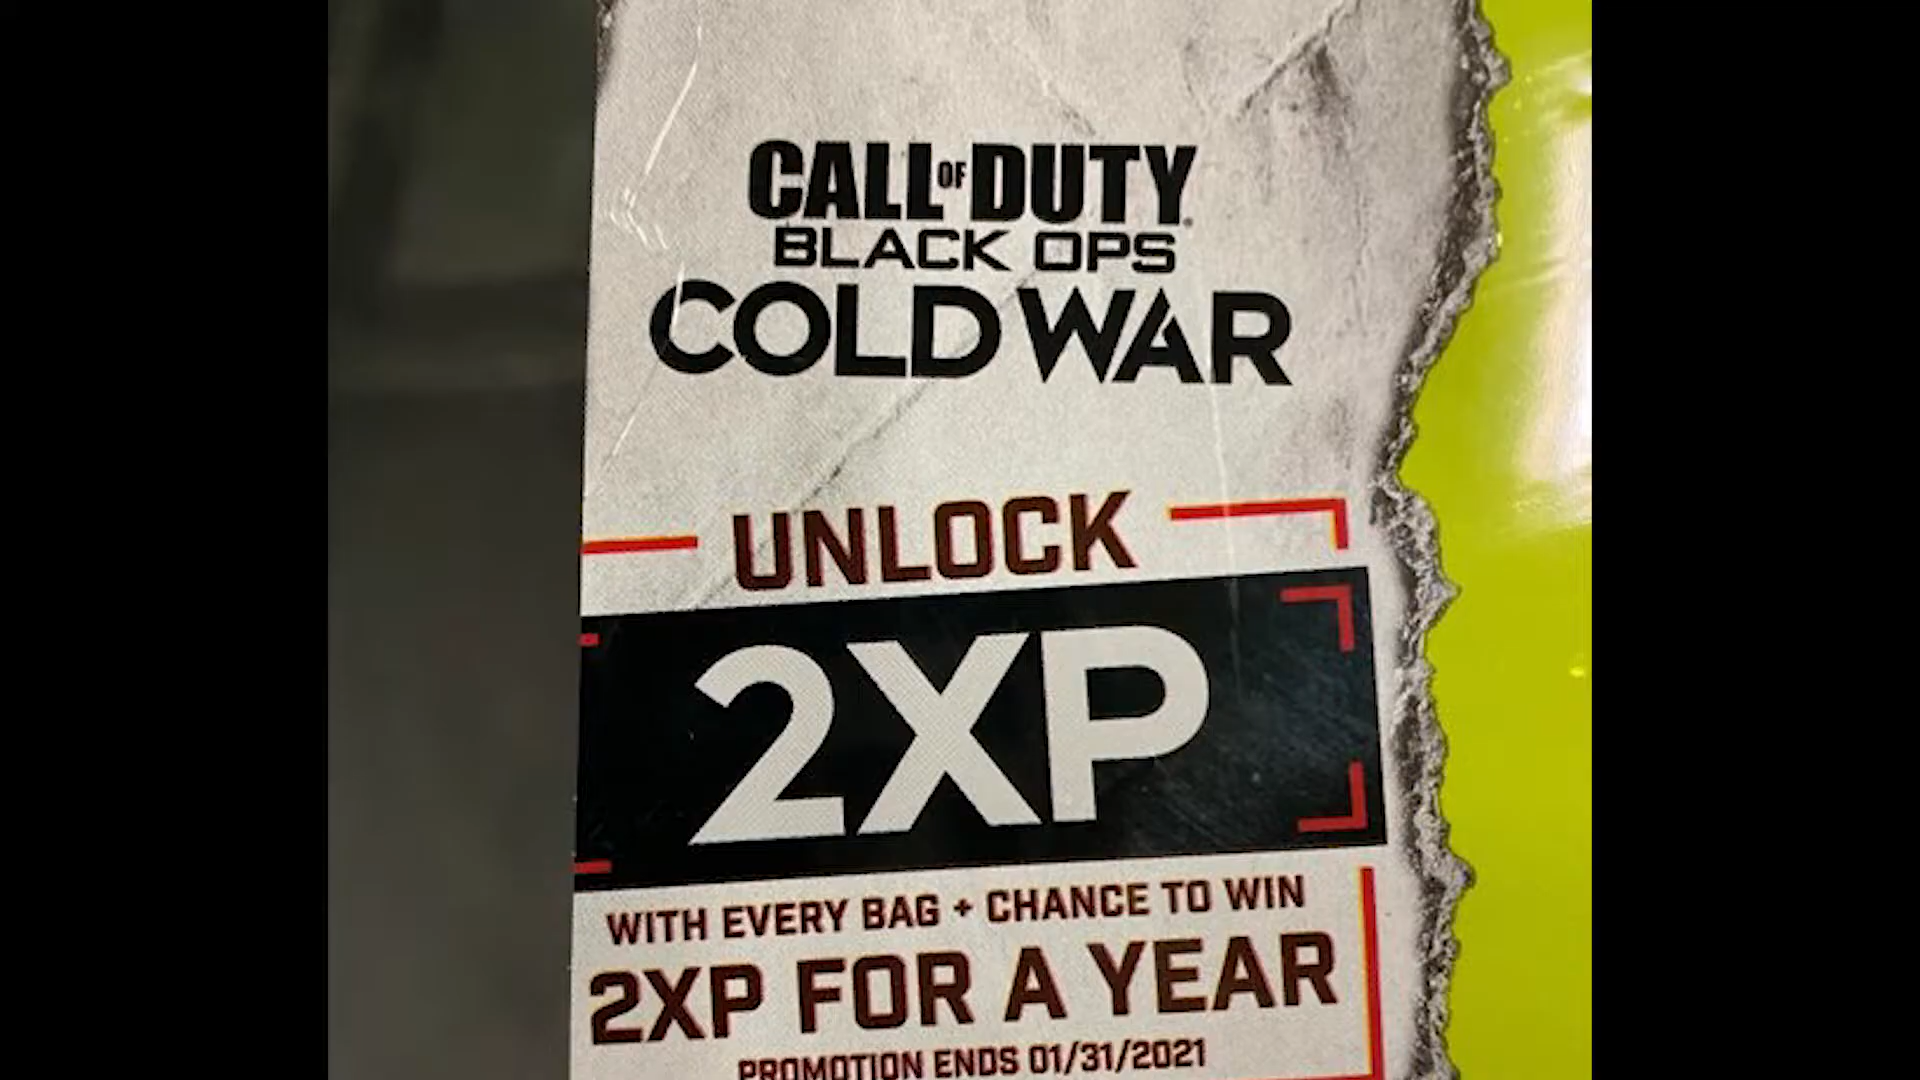 CALL OF DUTY
BLACK OPS
COLD WAR
UNLOCK
2XP
WITH EVERY BAG + CHANCE TO WIN
2XP FOR A YEAR
PROMOTION ENDS 01/31/2021